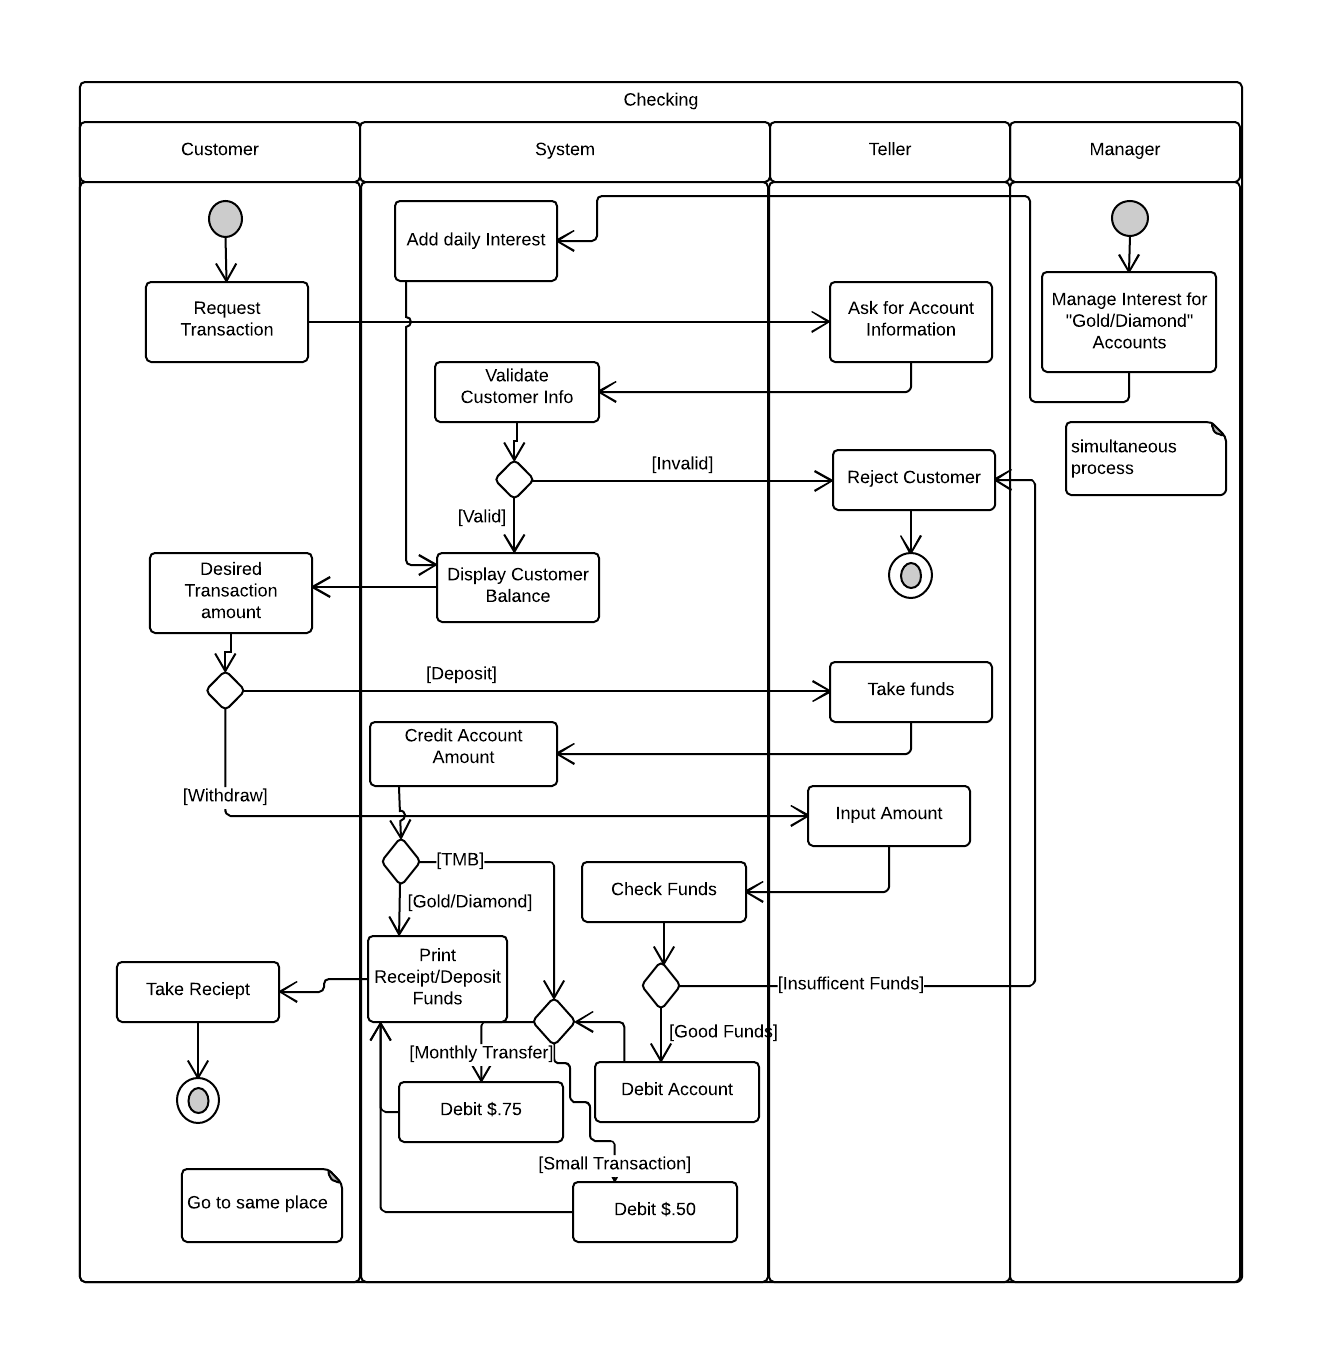 Checking
Customer
System
Teller
Manager
Add daily Interest
Request
Transaction
Ask for Account
Information
Manage Interest for
"Gold/Diamond"
Accounts
Validate
Customer Info
simultaneous
process
[Invalid]
Reject Customer
[Valid]
Desired
Transaction
amount
Display Customer
Balance
[Deposit]
Take funds
Credit Account
Amount
[Withdraw]
Input Amount
[TMB]
Check Funds
[Gold/Diamond]
Print
Receipt/Deposit
Funds
Take Reciept
[Insufficent Funds]
[Good Funds]
[Monthly Transfer]
Debit Account
Debit $.75
[Small Transaction]
Go to same place
Debit $.50